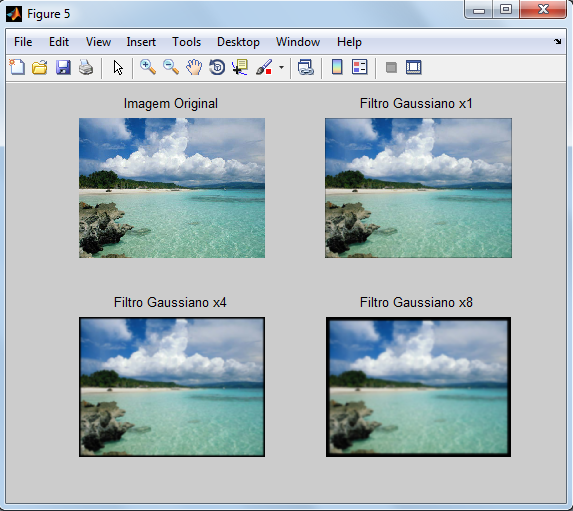 Figure 5
File Edit View Insert Tools Desktop Window Help
Imagem Original Filtro Gaussiano x1
Filtro Gaussiano x4 Filtro Gaussiano x8